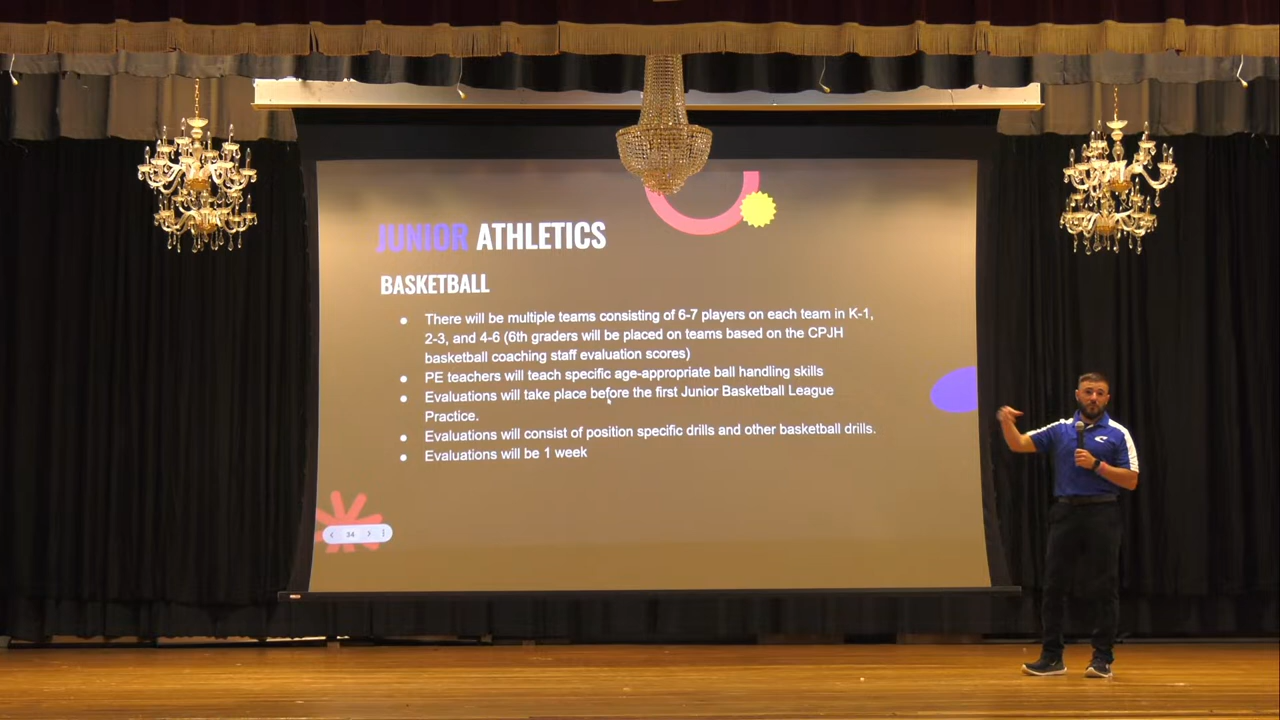 JUNIOR ATHLETICS
BASKETBALL
● There will be multiple teams consisting of 6-7 players on each team in K-1,
2-3, and 4-6 (6th graders will be placed on teams based on the CPJH
basketball coaching staff evaluation scores)
● PE teachers will teach specific age-appropriate ball handling skills
● Evaluations will take place before the first Junior Basketball League
Practice.
● Evaluations will consist of position specific drills and other basketball drills.
● Evaluations will be 1 week
34